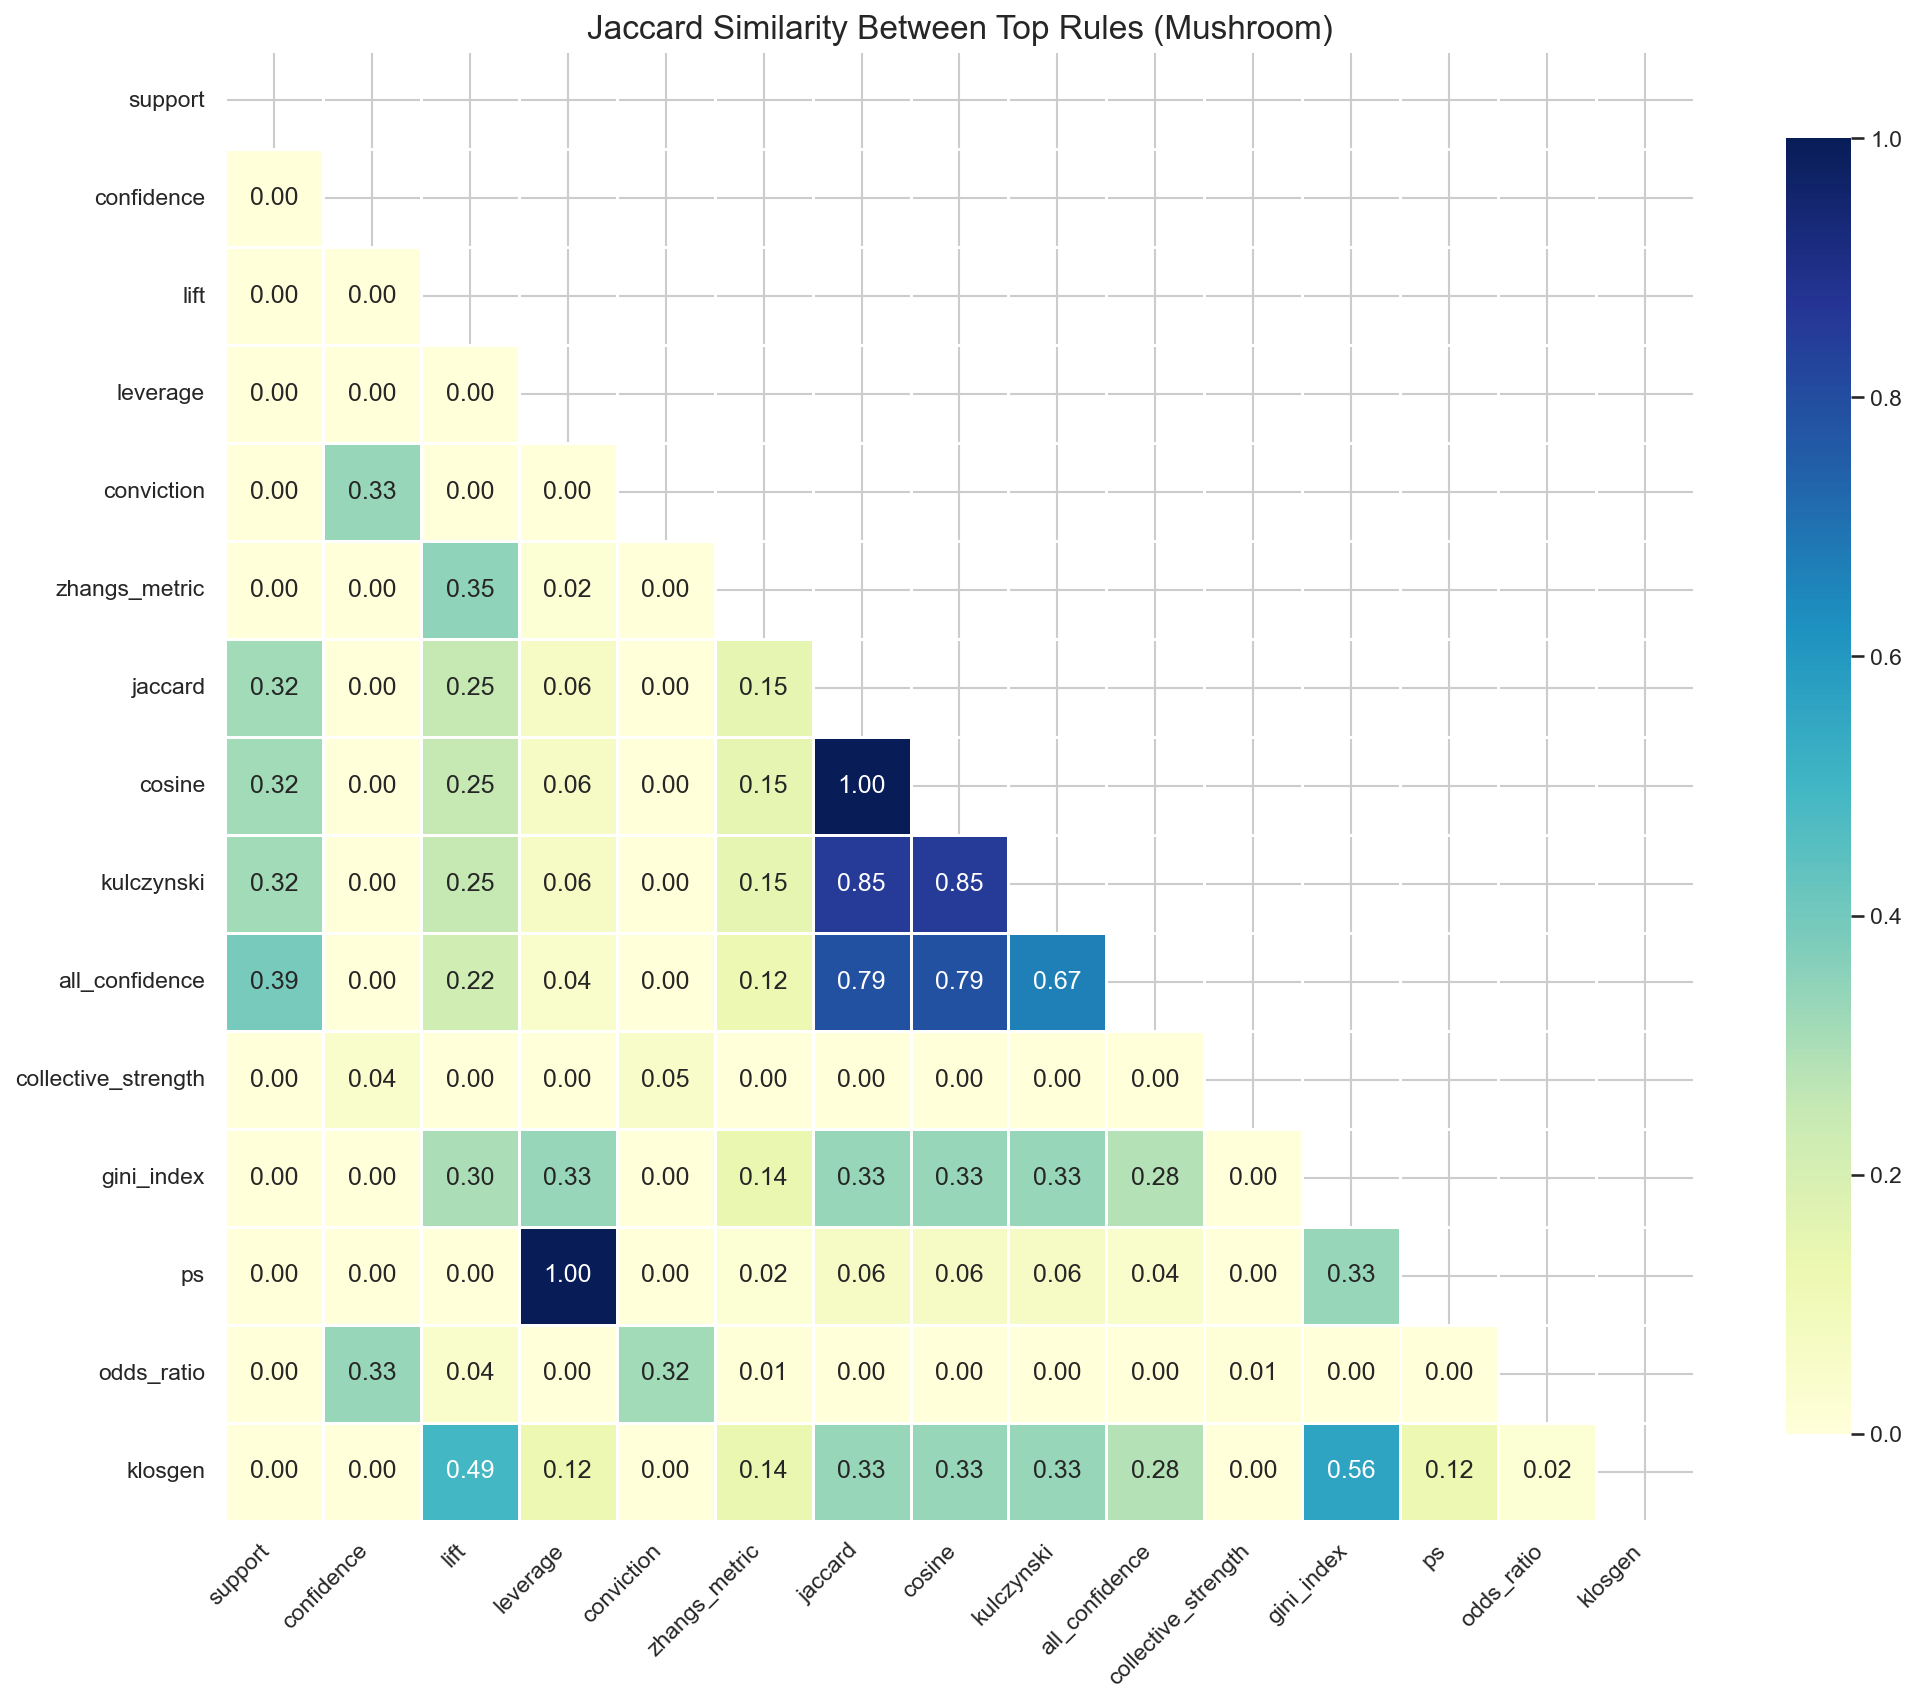 Jaccard Similarity Between Top Rules (Mushroom)
support
confidence 0.00
lift 0.00 0.00
leverage 0.00 0.00 0.00
conviction 0.00 0.33 0.00 0.00
zhangs_metric 0.00 0.00 0.35 0.02 0.00
jaccard 0.32 0.00 0.25 0.06 0.00 0.15
cosine 0.32 0.00 0.25 0.06 0.00 0.15 1.00
kulczynski 0.32 0.00 0.25 0.06 0.00 0.15 0.85 0.85
all_confidence 0.39 0.00 0.22 0.04 0.00 0.12 0.79 0.79 0.67
collective_strength 0.00 0.04 0.00 0.00 0.05 0.00 0.00 0.00 0.00 0.00
gini_index 0.00 0.00 0.30 0.33 0.00 0.14 0.33 0.33 0.33 0.28 0.00
ps 0.00 0.00 0.00 1.00 0.00 0.02 0.06 0.06 0.06 0.04 0.00 0.33
odds_ratio 0.00 0.33 0.04 0.00 0.32 0.01 0.00 0.00 0.00 0.00 0.01 0.00 0.00
klosgen 0.00 0.00 0.49 0.12 0.00 0.14 0.33 0.33 0.33 0.28 0.00 0.56 0.12 0.02
support confidence lift leverage conviction zhangs_metric jaccard cosine kulczynski all_confidence collective_strength gini_index ps odds_ratio klosgen
1.0
0.8
0.6
0.4
0.2
0.0